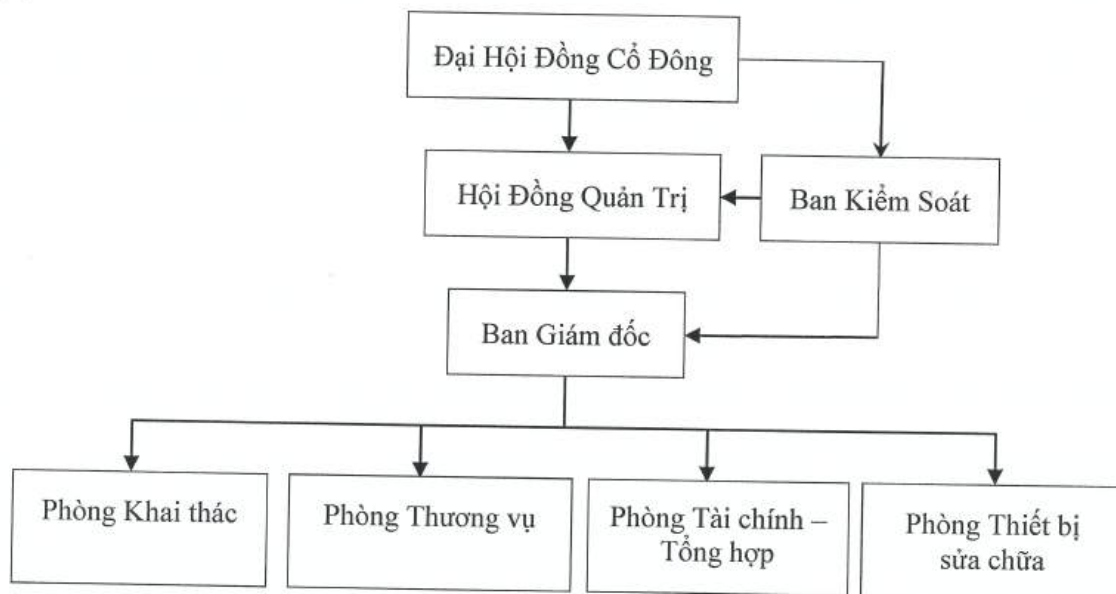 Đại Hội Đồng Cổ Đông
Hội Đồng Quản Trị
Ban Kiểm Soát
Ban Giám đốc
Phòng Khai thác
Phòng Thương vụ
Phòng Tài chính –
Tổng hợp
Phòng Thiết bị
sửa chữa